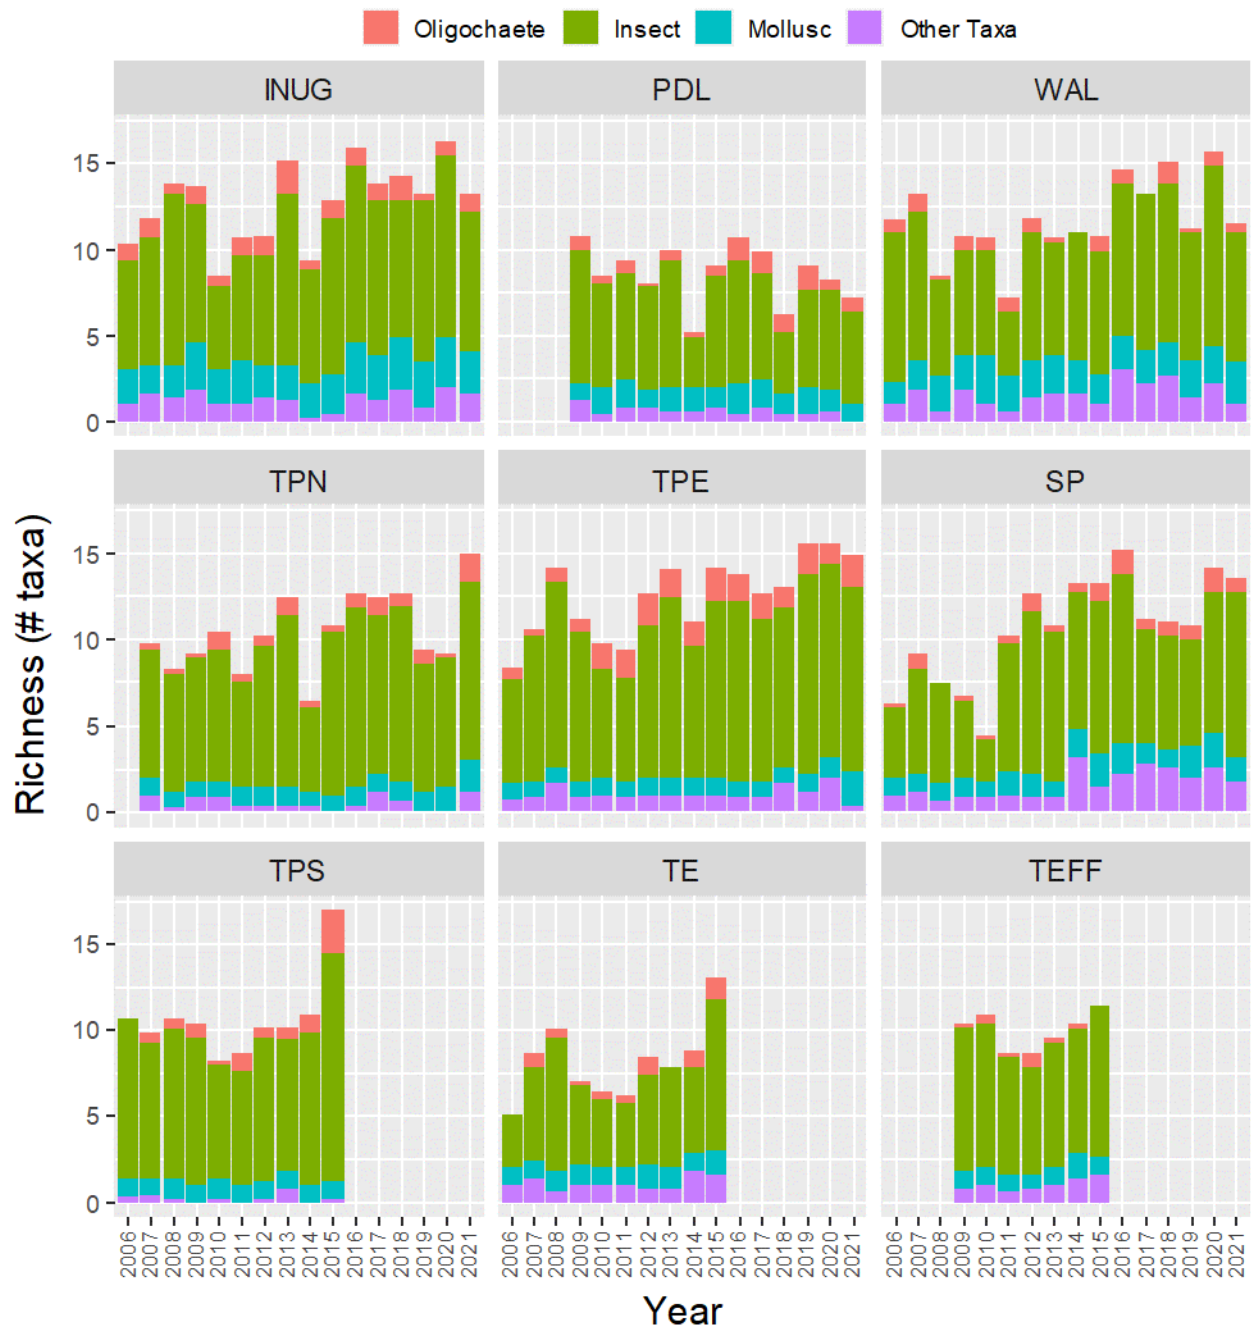 Oligochaete Insect Mollusc Other Taxa
INUG PDL WAL
15
10
5
0
TPN TPE SP
15
10
5
0
Richness (# taxa)
TPS TE TEFF
15
10
5
0
2006 2007 2008 2009 2010 2011 2012 2013 2014 2015 2016 2017 2018 2019 2020 2021 2006 2007 2008 2009 2010 2011 2012 2013 2014 2015 2016 2017 2018 2019 2020 2021 2006 2007 2008 2009 2010 2011 2012 2013 2014 2015 2016 2017 2018 2019 2020 2021
Year